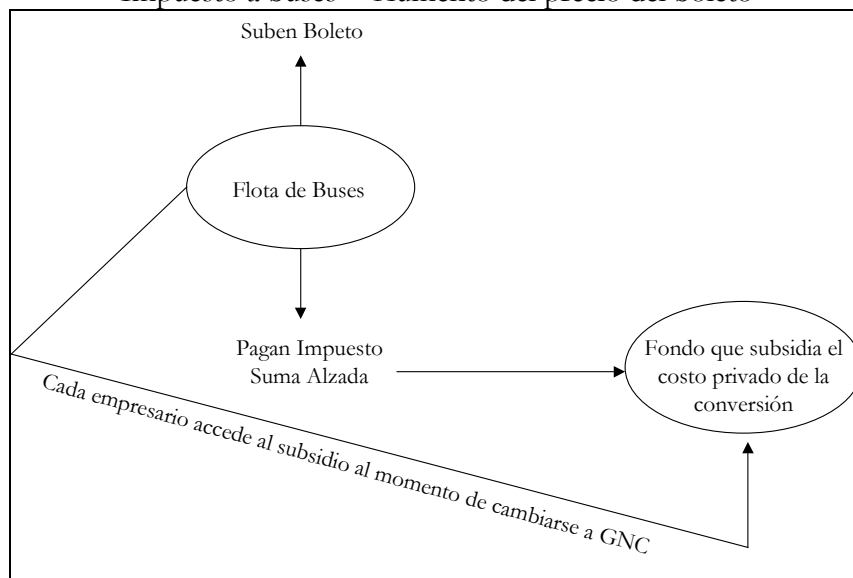 Suben Boleto
Flota de Buses
Pagan Impuesto
Suma Alzada
Fondo que subsidia el
costo privado de la
conversión
Cada empresario accede al subsidio al momento de cambiarse a GNC